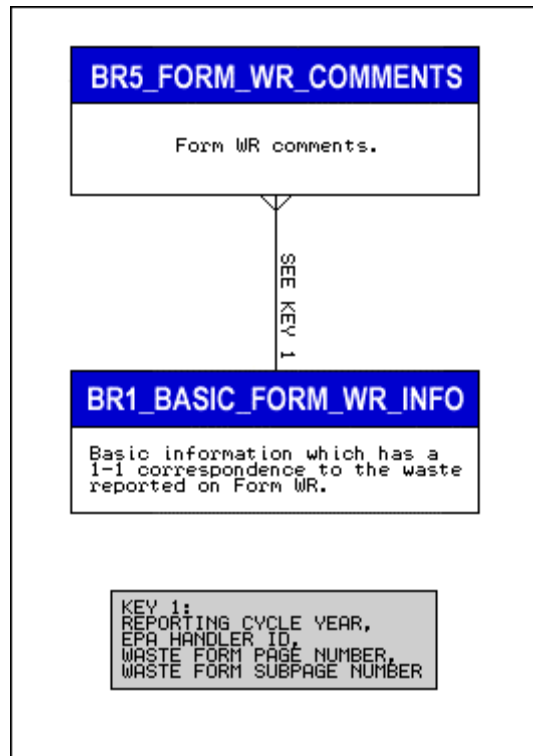 BR5_FORM_WR_COMMENTS
Form WR comments.
SEE KEY 1
BR1_BASIC_FORM_WR_INFO
Basic information which has a
1-1 correspondence to the waste
reported on Form WR.
KEY 1:
REPORTING CYCLE YEAR,
EPA HANDLER ID,
WASTE FORM PAGE NUMBER,
WASTE FORM SUBPAGE NUMBER